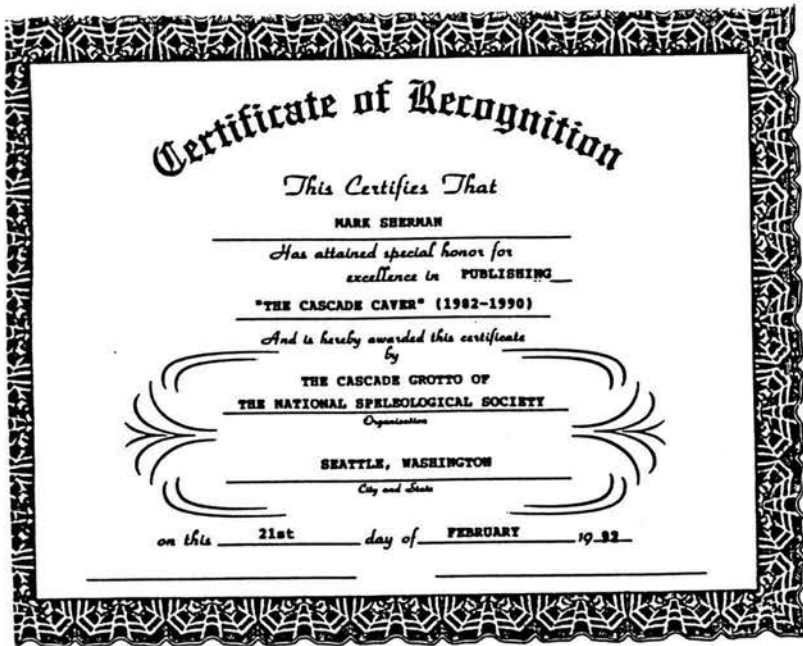 Certificate of Recognition
This Certifies That
MARK SHERMAN
Has attained special honor for
excellence in PUBLISHING
"THE CASCADE CAVER" (1982-1990)
And is hereby awarded this certificate
by
THE CASCADE GROTTO OF
THE NATIONAL SPELEOLOGICAL SOCIETY
Organization
SEATTLE, WASHINGTON
City and State
on this 21st day of FEBRUARY 19 92